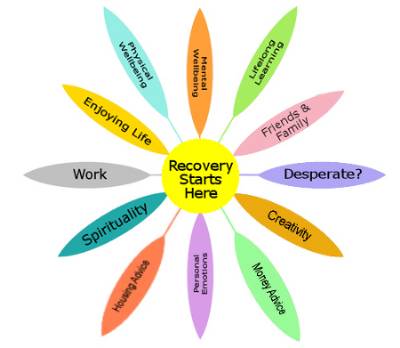 Recovery
Starts
Here
Mental
Wellbeing
Lifelong
Learning
Friends &
Family
Desperate?
Creativity
Money Advice
Personal
Emotions
Housing Advice
Spirituality
Work
Enjoying Life
Physical
Wellbeing